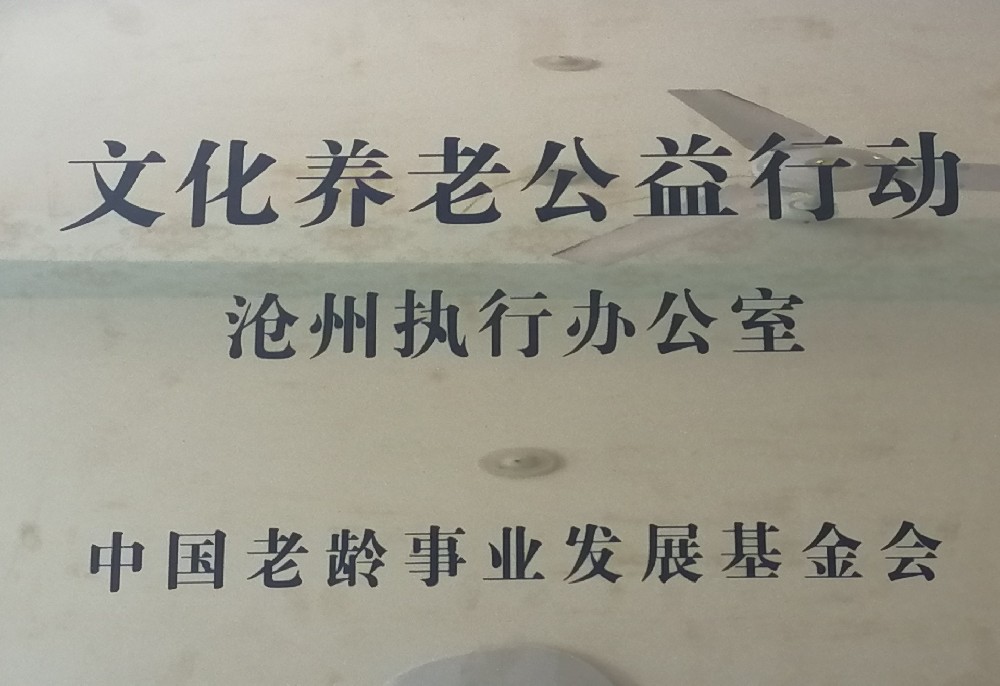 文化养老公益行动
沧州执行办公室
中国老龄事业发展基金会